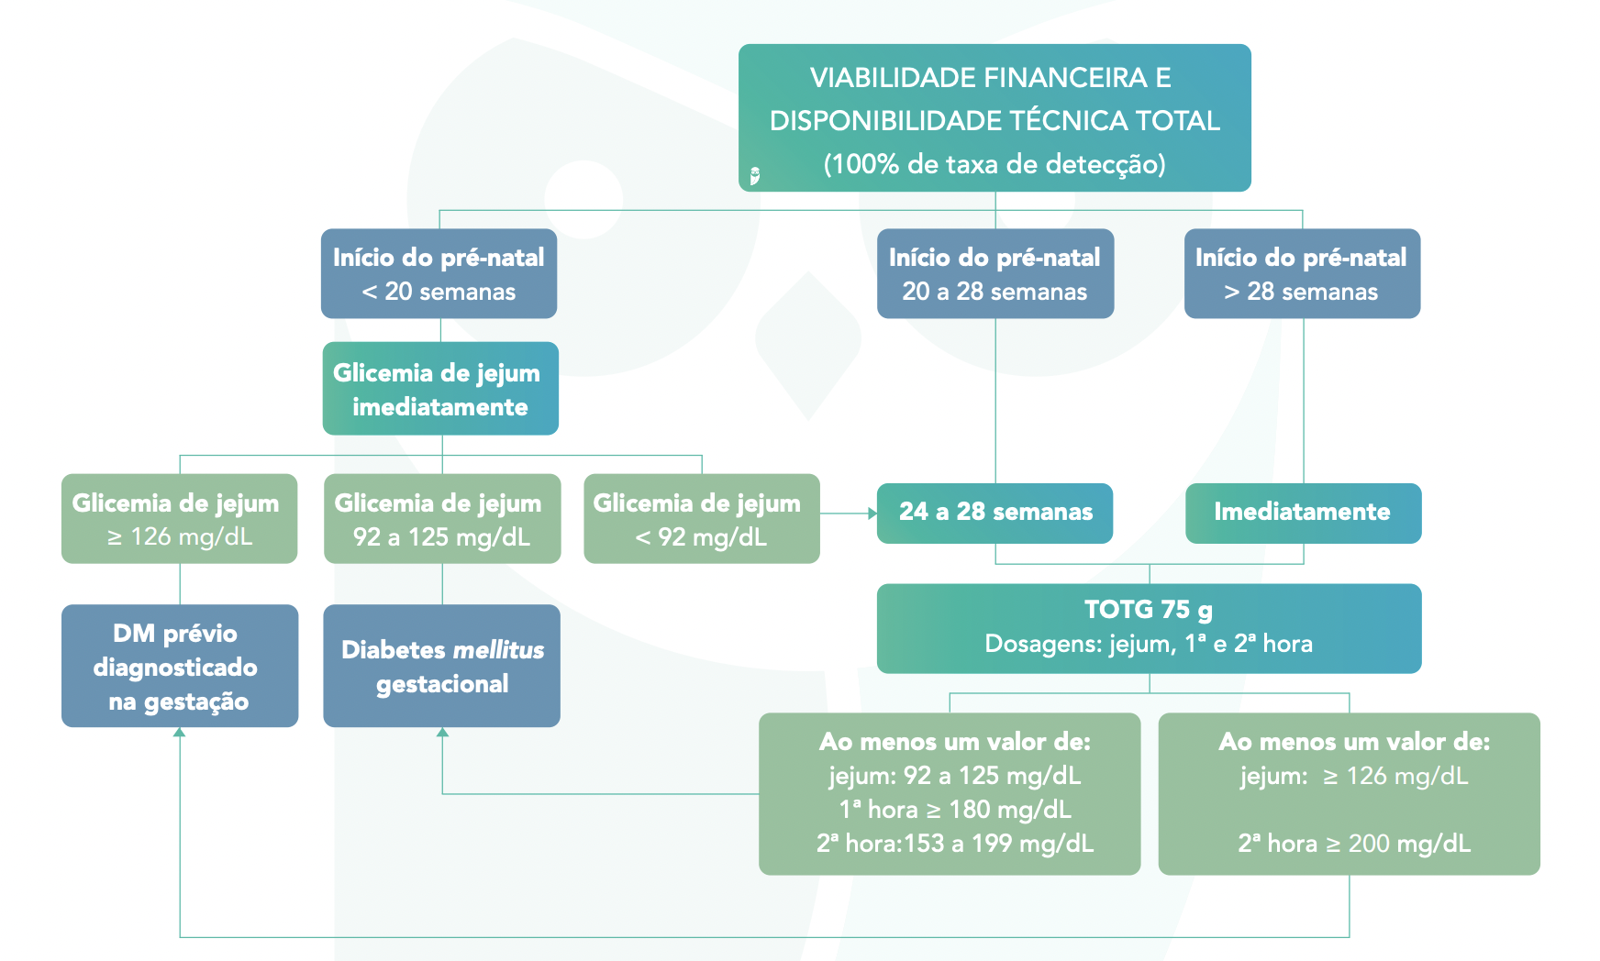 VIABILIDADE FINANCEIRA E
DISPONIBILIDADE TÉCNICA TOTAL
(100% de taxa de detecção)
Início do pré-natal
< 20 semanas
Início do pré-natal
20 a 28 semanas
Início do pré-natal
> 28 semanas
Glicemia de jejum
imediatamente
Glicemia de jejum
≥ 126 mg/dL
Glicemia de jejum
92 a 125 mg/dL
Glicemia de jejum
< 92 mg/dL
24 a 28 semanas
Imediatamente
DM prévio
diagnosticado
na gestação
Diabetes mellitus
gestacional
TOTG 75 g
Dosagens: jejum, 1ª e 2ª hora
Ao menos um valor de:
jejum: 92 a 125 mg/dL
1ª hora ≥ 180 mg/dL
2ª hora:153 a 199 mg/dL
Ao menos um valor de:
jejum: ≥ 126 mg/dL
2ª hora ≥ 200 mg/dL